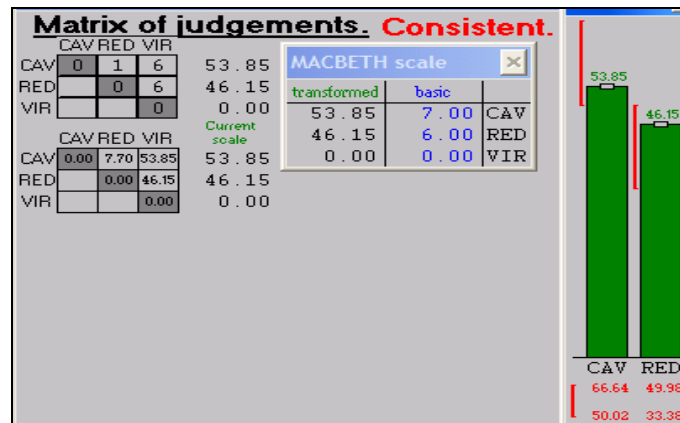 Matrix of judgements. Consistent.
CAV RED VIR
CAV 0 1 6 53.85
RED 0 6 46.15
VIR 0 0.00
Current scale
CAV RED VIR
CAV 0.00 7.70 53.85 53.85
RED 0.00 46.15 46.15
VIR 0.00 0.00
MACBETH scale
transformed basic
53.85 7.00 CAV
46.15 6.00 RED
0.00 0.00 VIR
53.85
46.15
CAV RED
66.64 49.98
50.02 33.38